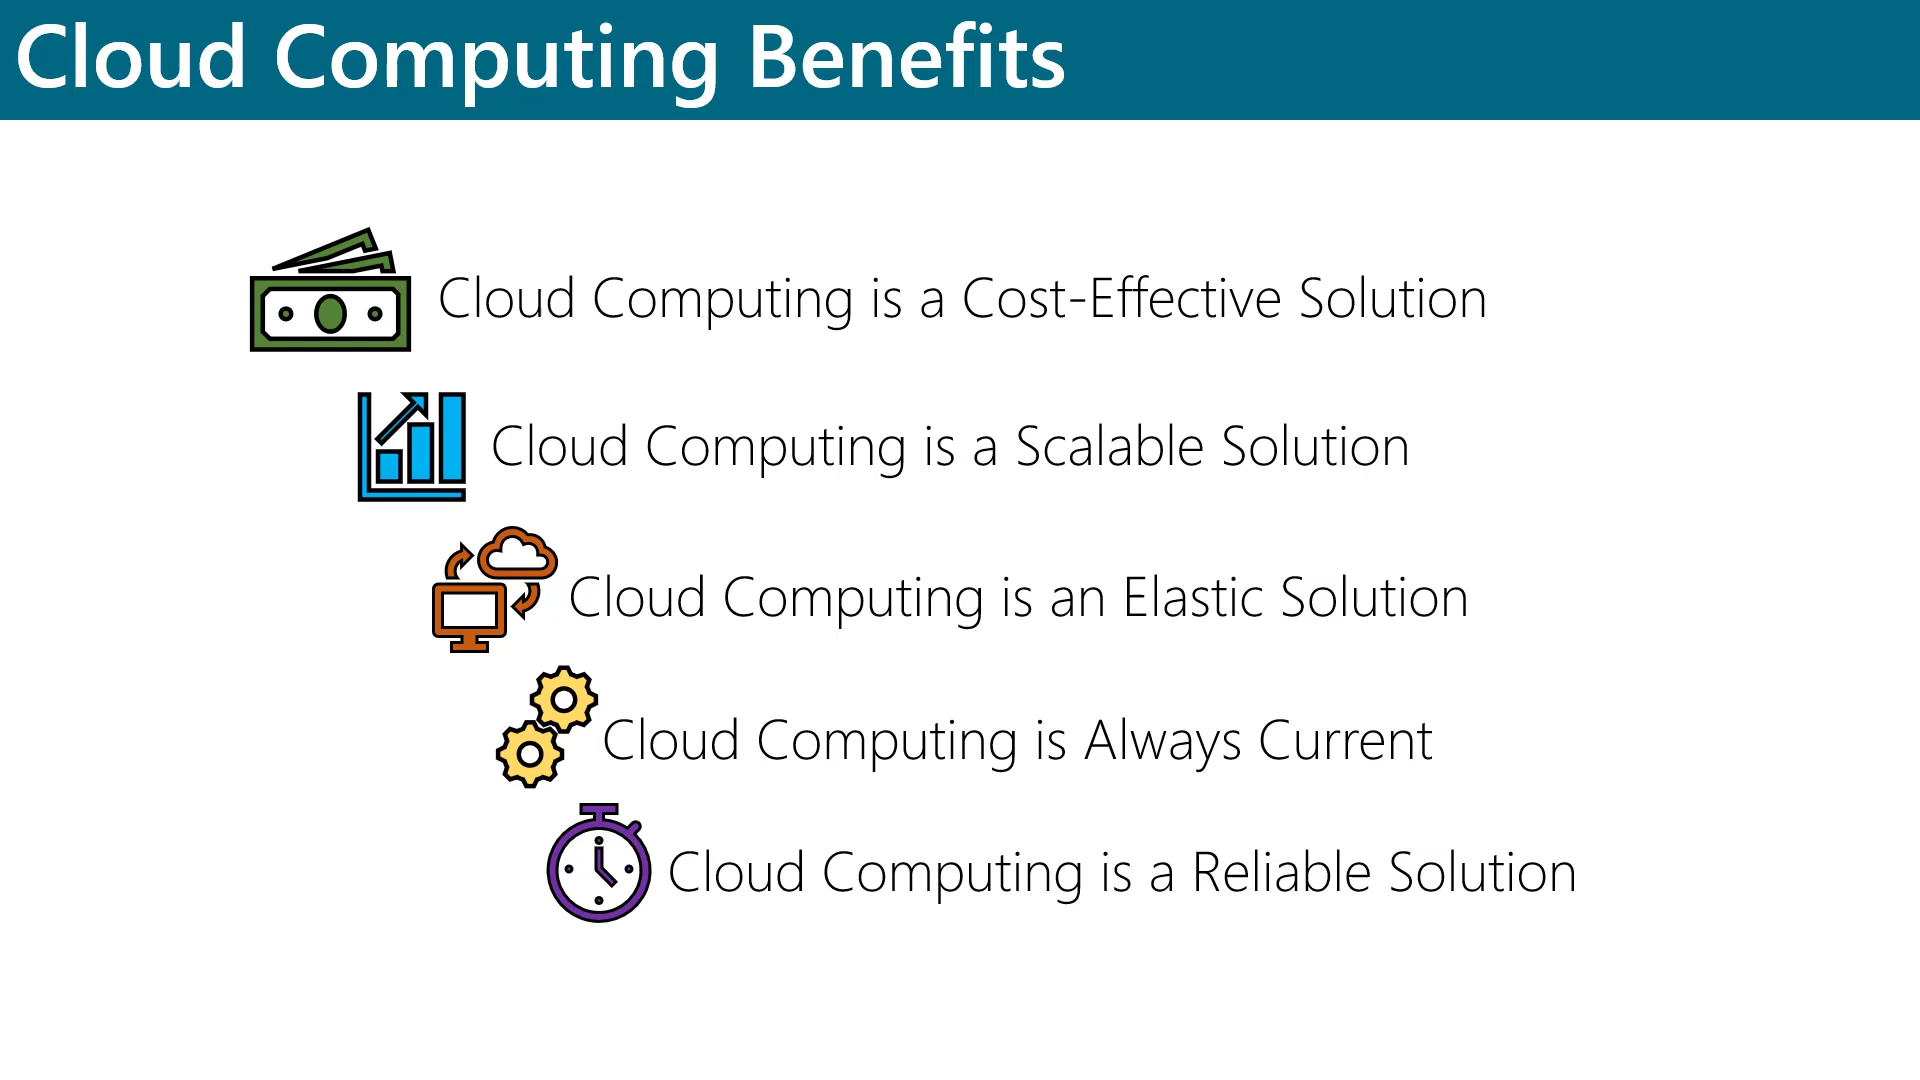 Cloud Computing Benefits
Cloud Computing is a Cost-Effective Solution
Cloud Computing is a Scalable Solution
Cloud Computing is an Elastic Solution
Cloud Computing is Always Current
Cloud Computing is a Reliable Solution